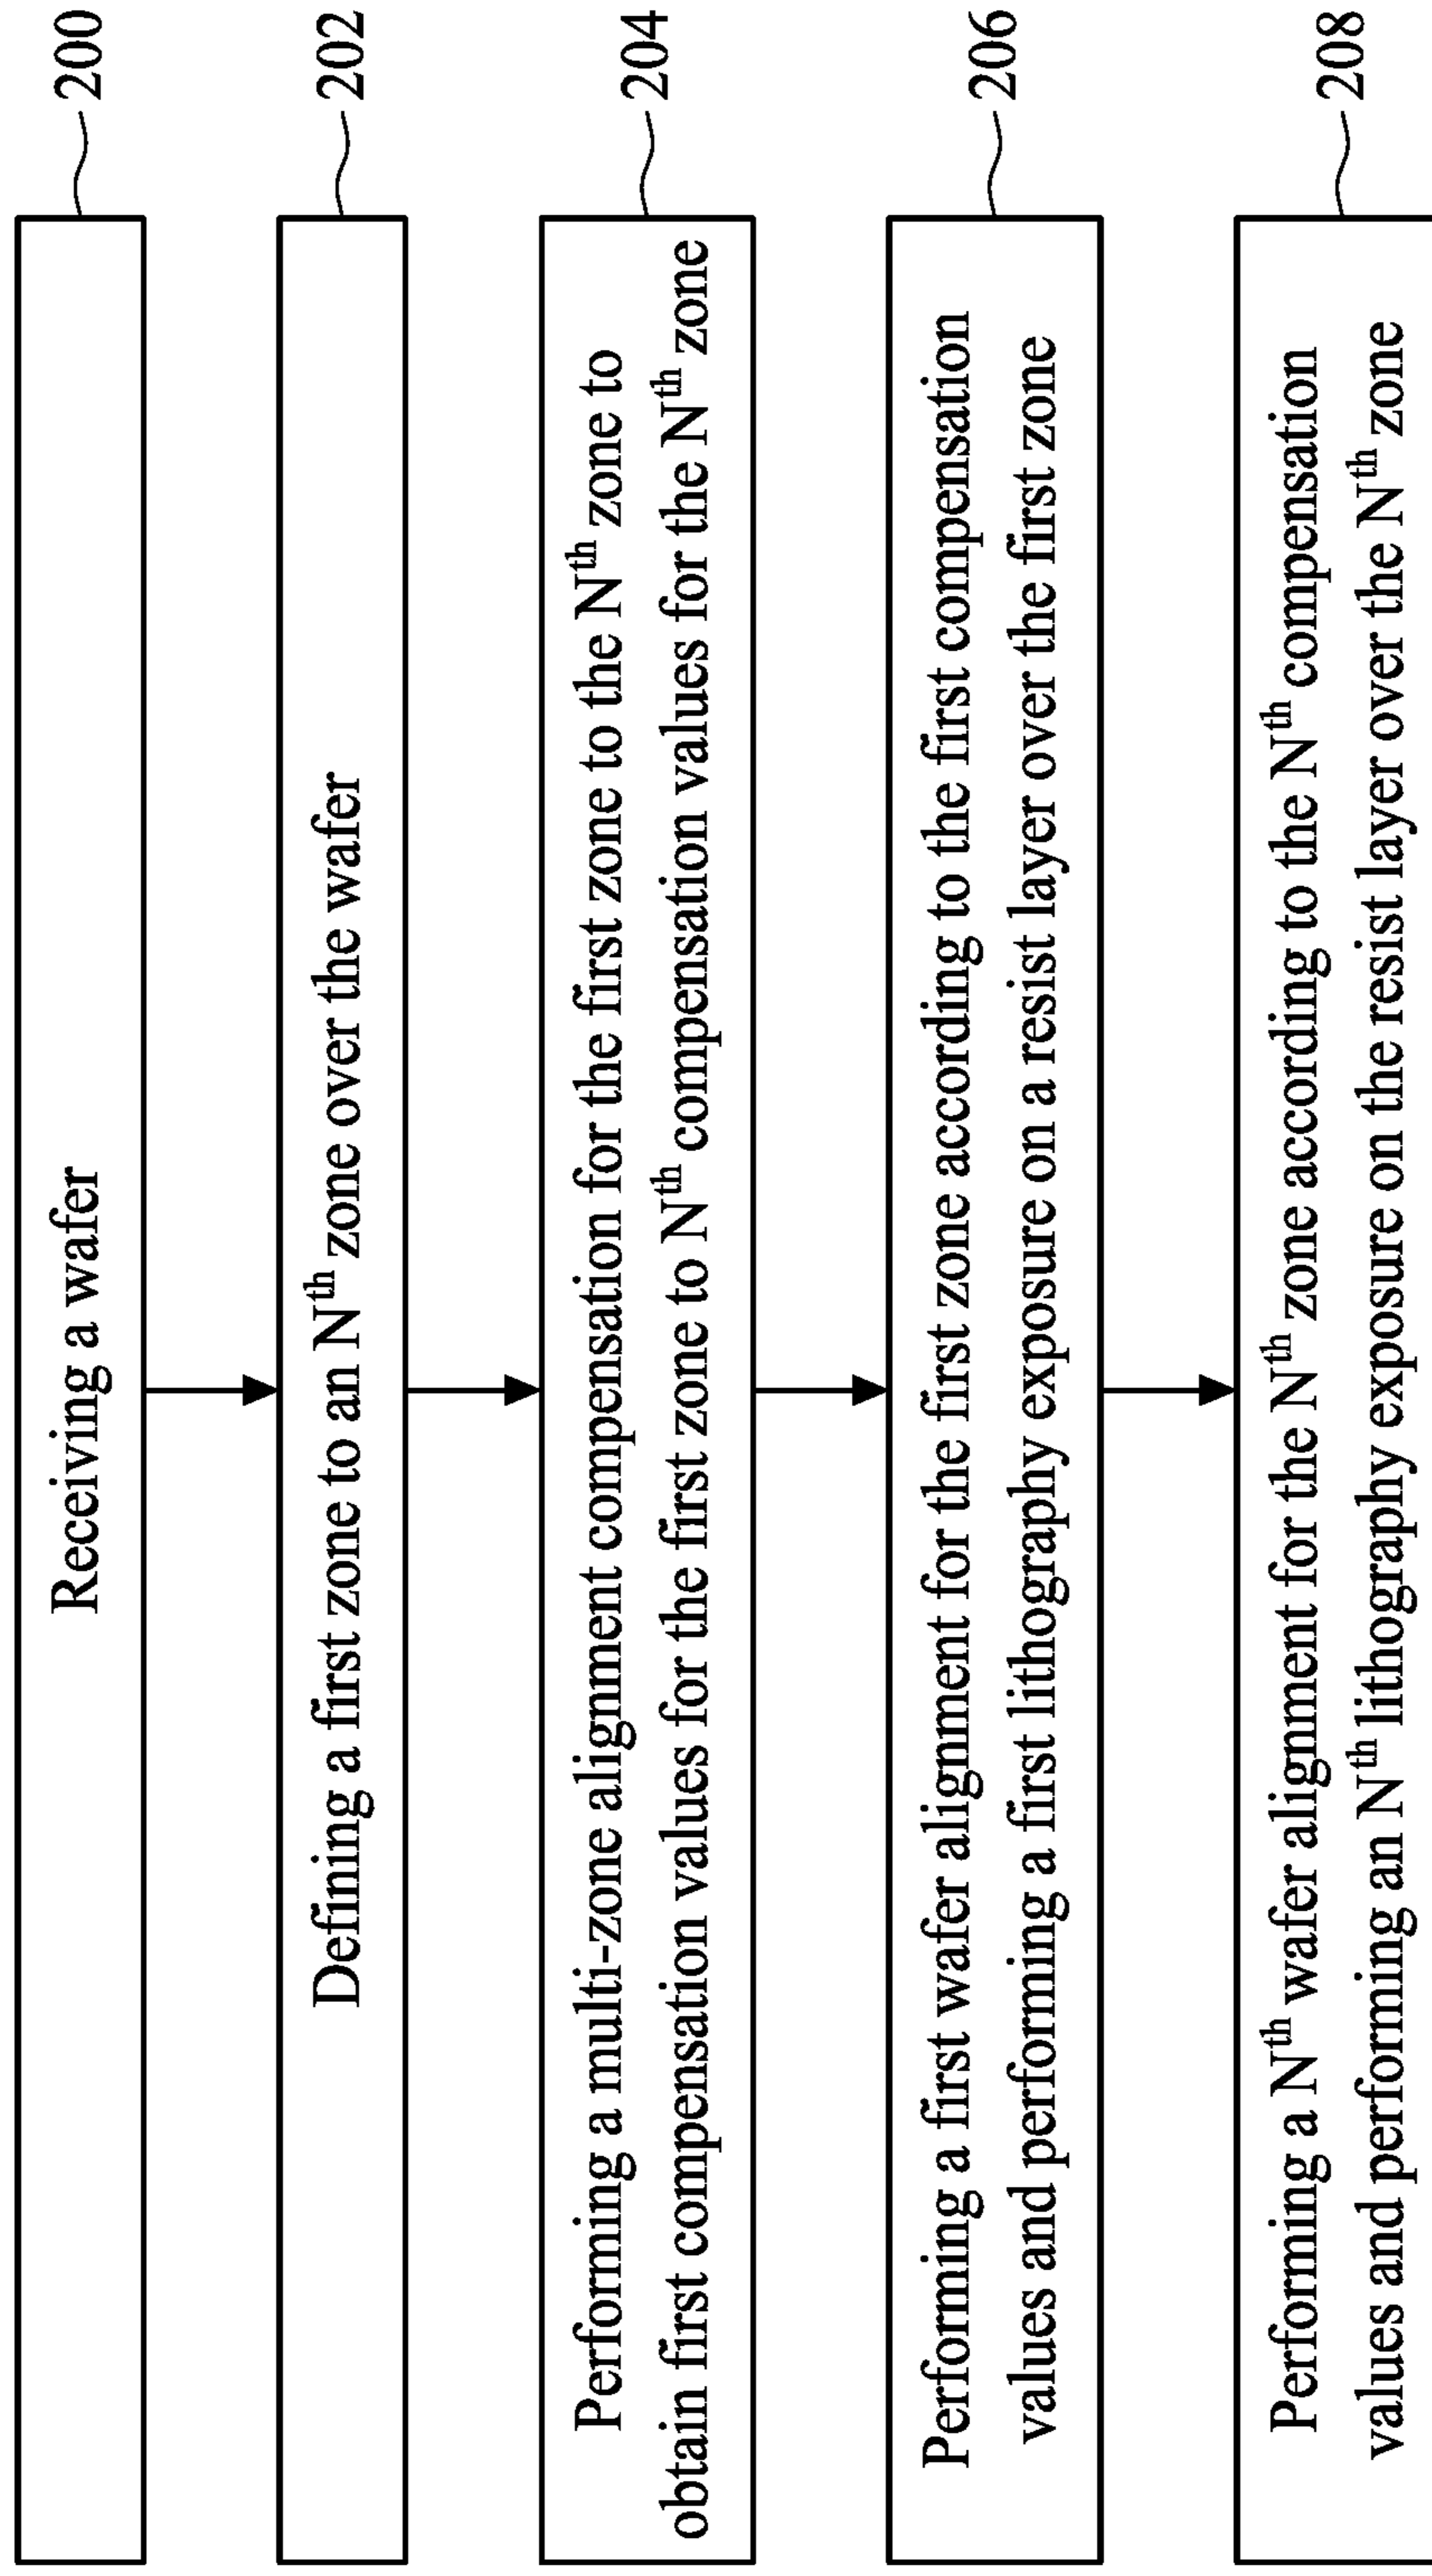 Receiving a wafer
200
Defining a first zone to an Nth zone over the wafer
202
Performing a multi-zone alignment compensation for the first zone to the Nth zone to
obtain first compensation values for the first zone to Nth compensation values for the Nth zone
204
Performing a first wafer alignment for the first zone according to the first compensation
values and performing a first lithography exposure on a resist layer over the first zone
206
Performing a Nth wafer alignment for the Nth zone according to the Nth compensation
values and performing an Nth lithography exposure on the resist layer over the Nth zone
208